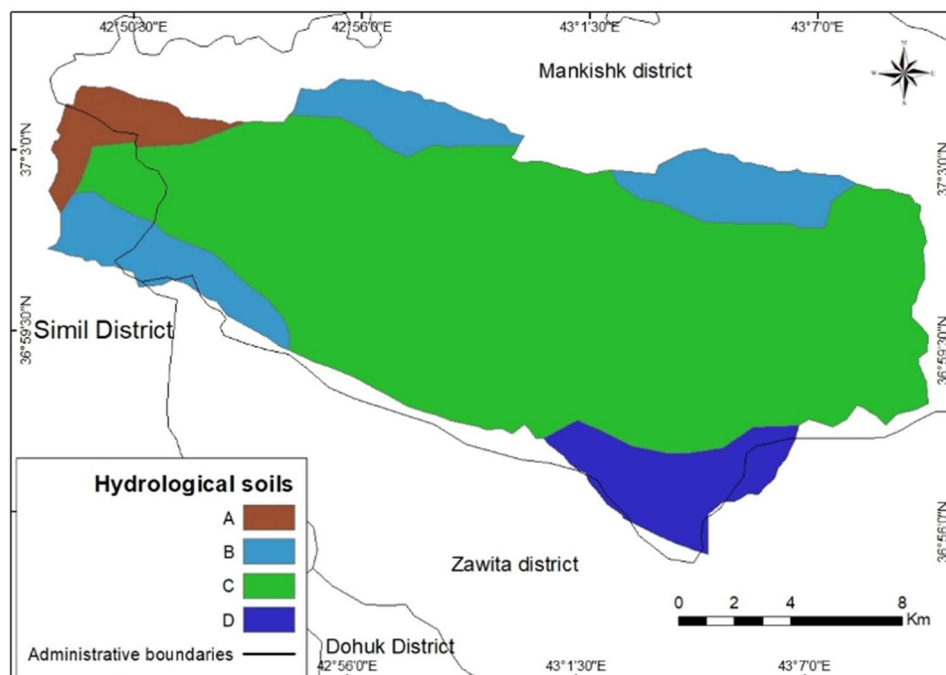 42°50'30"E 42°56'0"E 43°1'30"E 43°7'0"E
Mankishk district
N
W E
S
37°3'0"N
37°3'0"N
36°59'30"N
36°59'30"N
Simil District
Hydrological soils
A
B
C
D
Administrative boundaries
36°56'0"N
Zawita district
0 2 4 8
Km
Dohuk District
42°56'0"E 43°1'30"E 43°7'0"E